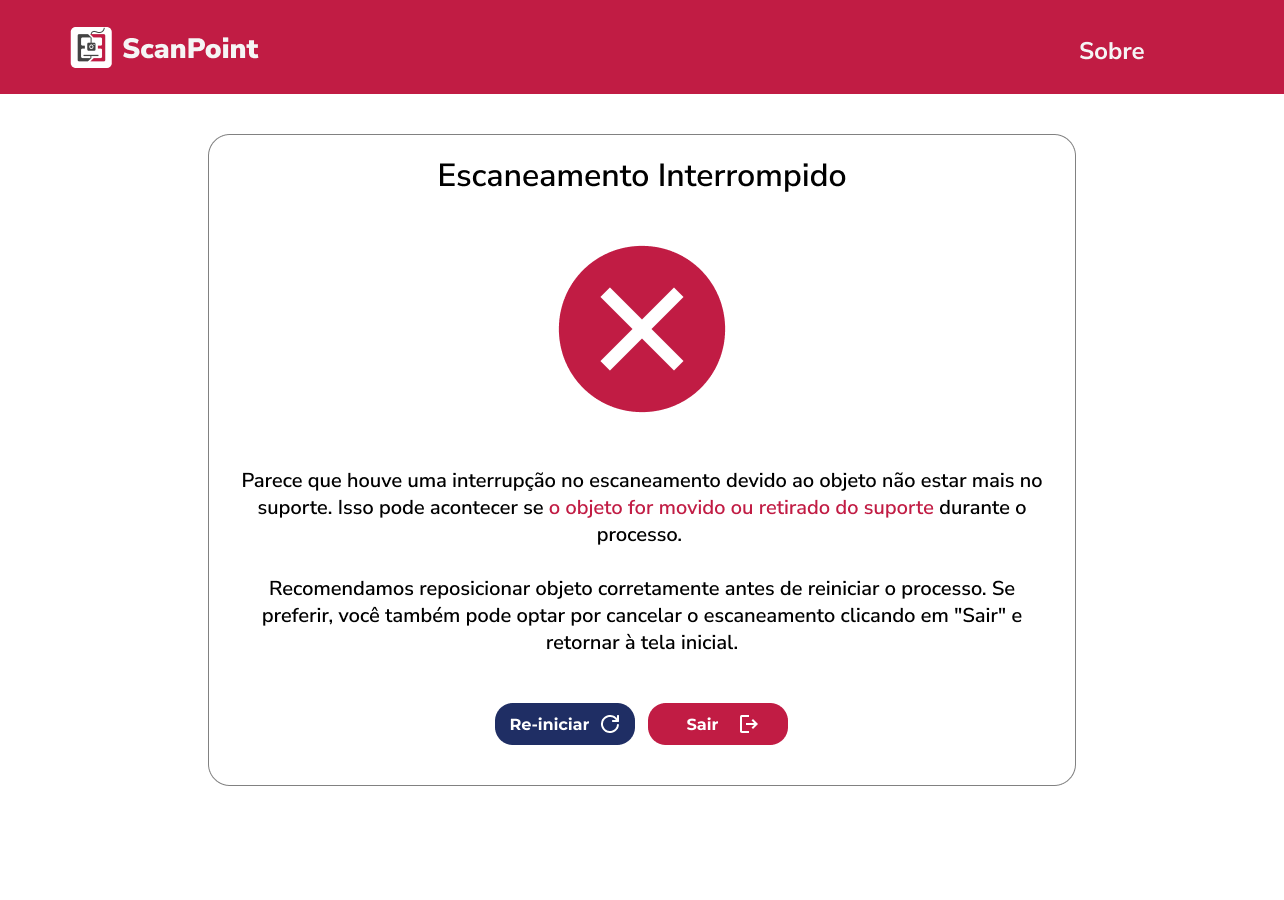 ScanPoint
Sobre
Escaneamento Interrompido
Parece que houve uma interrupção no escaneamento devido ao objeto não estar mais no
suporte. Isso pode acontecer se o objeto for movido ou retirado do suporte durante o
processo.
Recomendamos reposicionar objeto corretamente antes de reiniciar o processo. Se
preferir, você também pode optar por cancelar o escaneamento clicando em "Sair" e
retornar à tela inicial.
Re-iniciar
Sair